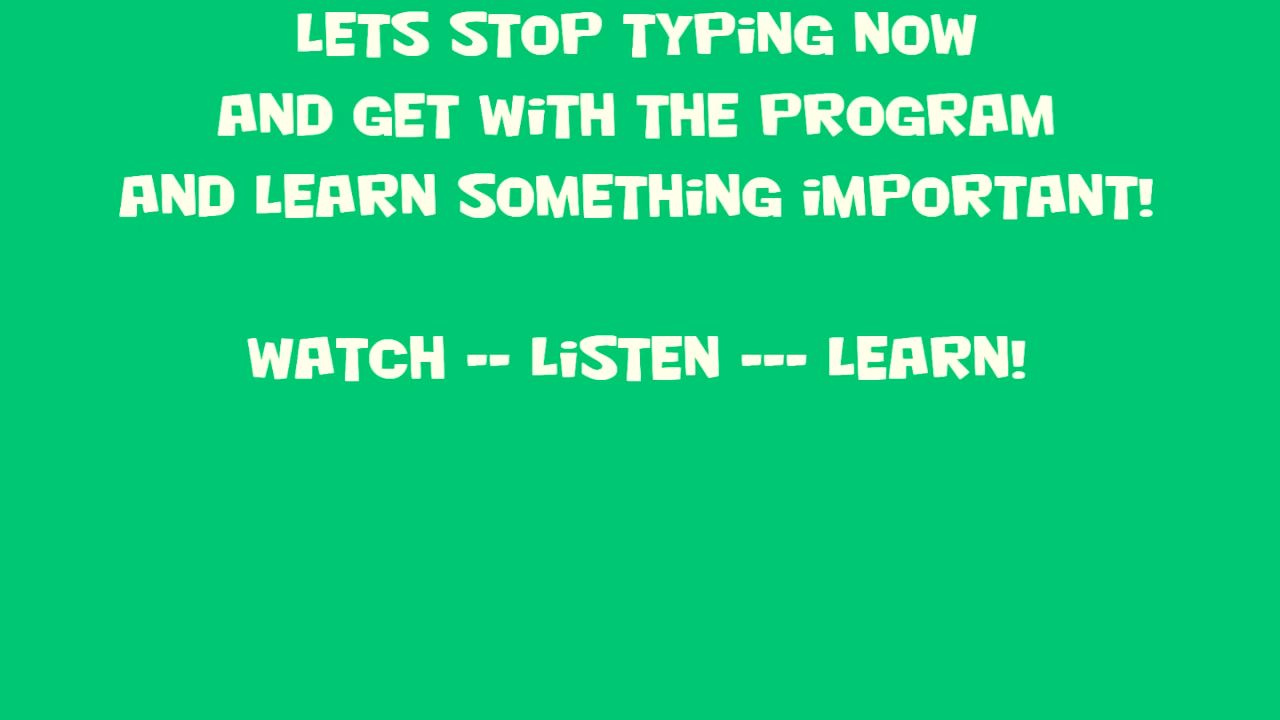 LETS STOP TYPiNG NOW
AND GET WiTH THE PROGRAM
AND LEARN SOMETHiNG iMPORTANT!
WATCH -- LiSTEN --- LEARN!